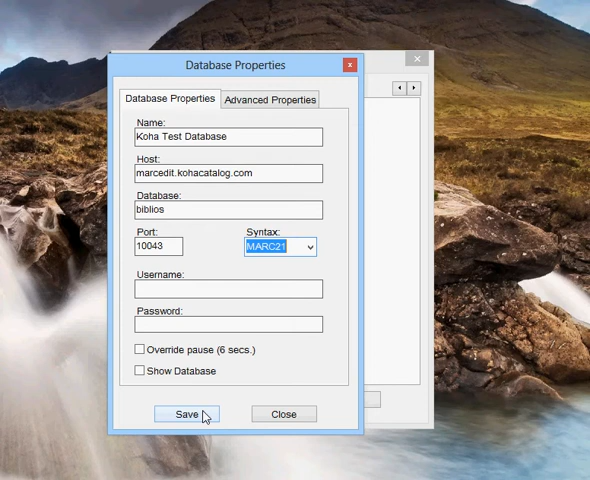 Database Properties
Database Properties
Advanced Properties
Name:
Koha Test Database
Host:
marcedit.kohacatalog.com
Database:
biblios
Port:
Syntax:
10043
MARC21
Username:
Password:
Override pause (6 secs.)
Show Database
Save
Close